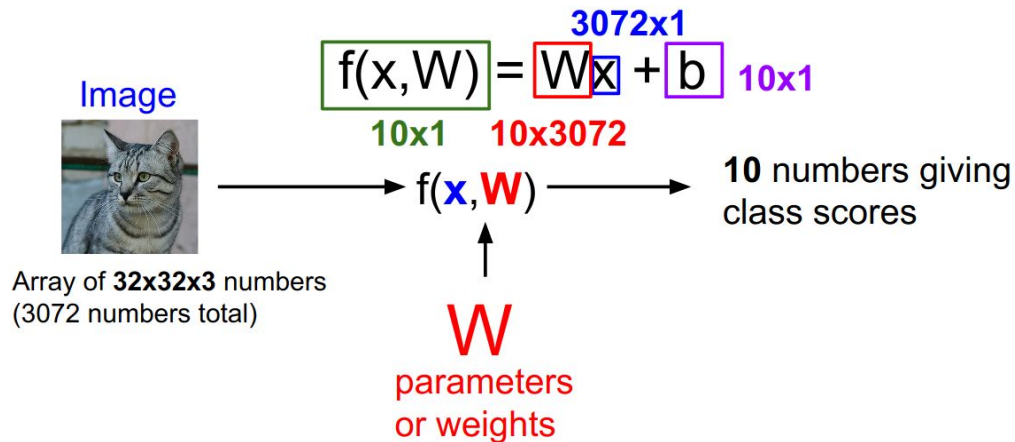 3072x1
f(x,W) = Wx + b 10x1
Image
10x1 10x3072
f(x,W)
10 numbers giving
class scores
Array of 32x32x3 numbers
(3072 numbers total)
W
parameters
or weights